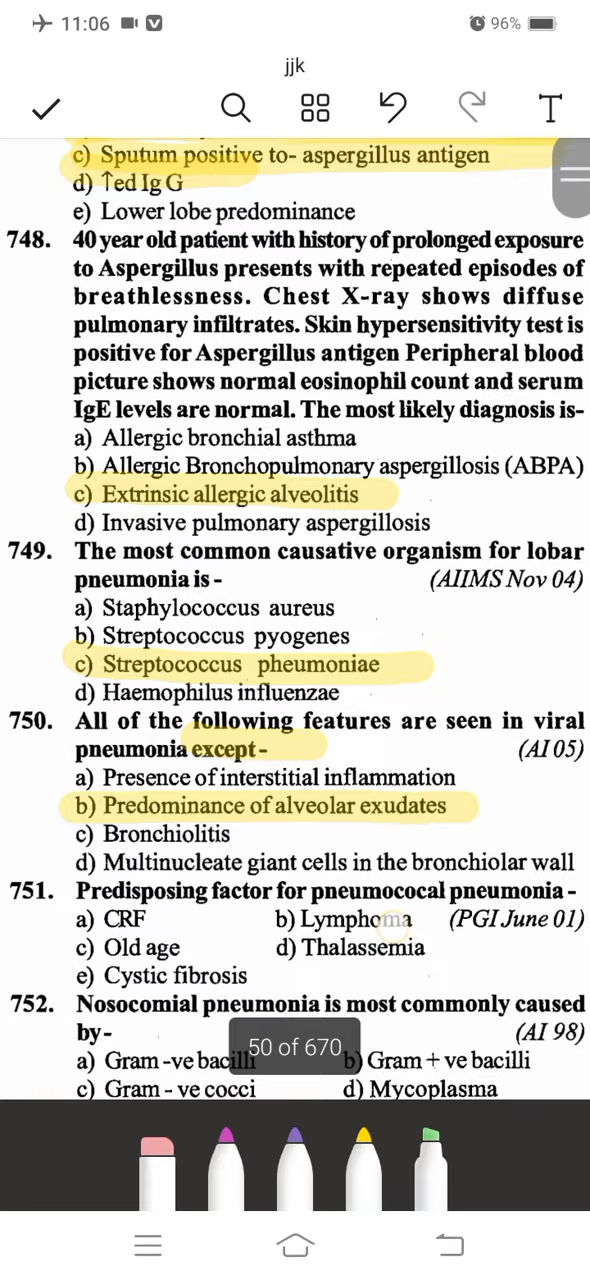 11:06 V 96%
jjk
T
c) Sputum positive to- aspergillus antigen
d) ↑ed Ig G
e) Lower lobe predominance
748. 40 year old patient with history of prolonged exposure
to Aspergillus presents with repeated episodes of
breathlessness. Chest X-ray shows diffuse
pulmonary infiltrates. Skin hypersensitivity test is
positive for Aspergillus antigen Peripheral blood
picture shows normal eosinophil count and serum
IgE levels are normal. The most likely diagnosis is-
a) Allergic bronchial asthma
b) Allergic Bronchopulmonary aspergillosis (ABPA)
c) Extrinsic allergic alveolitis
d) Invasive pulmonary aspergillosis
749. The most common causative organism for lobar
pneumonia is - (AIIMS Nov 04)
a) Staphylococcus aureus
b) Streptococcus pyogenes
c) Streptococcus pheumoniae
d) Haemophilus influenzae
750. All of the following features are seen in viral
pneumonia except - (AI 05)
a) Presence of interstitial inflammation
b) Predominance of alveolar exudates
c) Bronchiolitis
d) Multinucleate giant cells in the bronchiolar wall
751. Predisposing factor for pneumococal pneumonia -
a) CRF b) Lymphoma (PGI June 01)
c) Old age d) Thalassemia
e) Cystic fibrosis
752. Nosocomial pneumonia is most commonly caused
by- (AI 98)
a) Gram -ve bacilli b) Gram + ve bacilli
50 of 670
c) Gram - ve cocci d) Mycoplasma